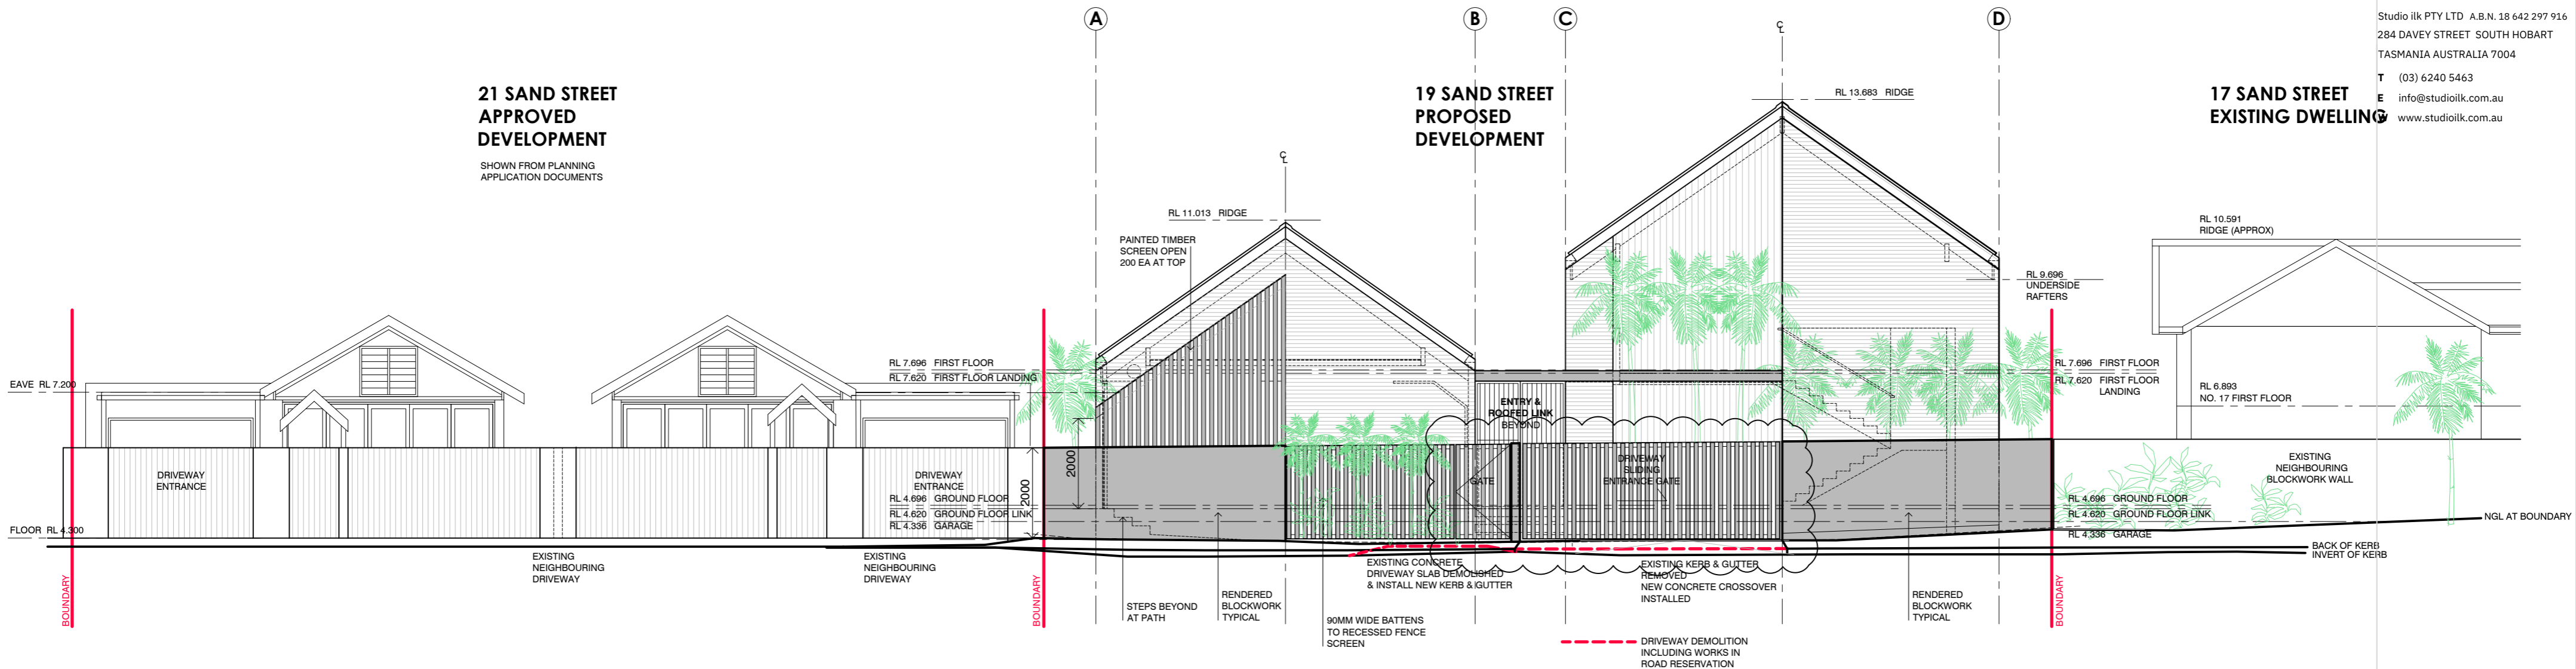 A
B
C
D
Studio ilk PTY LTD A.B.N. 18 642 297 916
284 DAVEY STREET SOUTH HOBART
TASMANIA AUSTRALIA 7004
T (03) 6240 5463
E info@studioilk.com.au
W www.studioilk.com.au
21 SAND STREET
APPROVED
DEVELOPMENT
SHOWN FROM PLANNING
APPLICATION DOCUMENTS
19 SAND STREET
PROPOSED
DEVELOPMENT
17 SAND STREET
EXISTING DWELLING
CL
CL
RL 13.683 RIDGE
RL 11.013 RIDGE
PAINTED TIMBER
SCREEN OPEN
200 EA AT TOP
RL 10.591
RIDGE (APPROX)
RL 9.696
UNDERSIDE
RAFTERS
EAVE RL 7.200
RL 7.696 FIRST FLOOR
RL 7.620 FIRST FLOOR LANDING
RL 7.696 FIRST FLOOR
RL 7.620 FIRST FLOOR
LANDING
RL 6.893
NO. 17 FIRST FLOOR
ENTRY &
ROOFED LINK
BEYOND
DRIVEWAY
ENTRANCE
DRIVEWAY
ENTRANCE
RL 4.696 GROUND FLOOR
RL 4.620 GROUND FLOOR LINK
RL 4.336 GARAGE
2000
2000
GATE
DRIVEWAY
SLIDING
ENTRANCE GATE
EXISTING
NEIGHBOURING
BLOCKWORK WALL
RL 4.696 GROUND FLOOR
RL 4.620 GROUND FLOOR LINK
RL 4.336 GARAGE
NGL AT BOUNDARY
BACK OF KERB
INVERT OF KERB
FLOOR RL 4.300
BOUNDARY
EXISTING
NEIGHBOURING
DRIVEWAY
EXISTING
NEIGHBOURING
DRIVEWAY
BOUNDARY
STEPS BEYOND
AT PATH
RENDERED
BLOCKWORK
TYPICAL
EXISTING CONCRETE
DRIVEWAY SLAB DEMOLISHED
& INSTALL NEW KERB & GUTTER
90MM WIDE BATTENS
TO RECESSED FENCE
SCREEN
EXISTING KERB & GUTTER
REMOVED
NEW CONCRETE CROSSOVER
INSTALLED
RENDERED
BLOCKWORK
TYPICAL
BOUNDARY
DRIVEWAY DEMOLITION
INCLUDING WORKS IN
ROAD RESERVATION